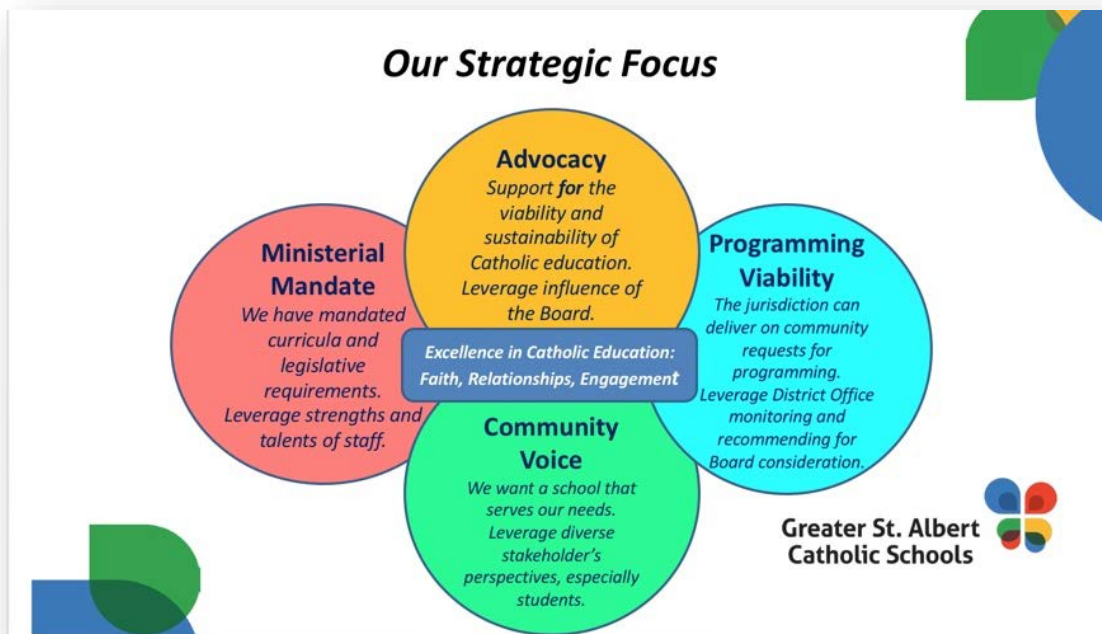 Our Strategic Focus
Advocacy
Support for the
viability and
sustainability of
Catholic education.
Leverage influence of
the Board.
Ministerial
Mandate
We have mandated
curricula and
legislative
requirements.
Leverage strengths and
talents of staff.
Excellence in Catholic Education:
Faith, Relationships, Engagement
Programming
Viability
The jurisdiction can
deliver on community
requests for
programming.
Leverage District Office
monitoring and
recommending for
Board consideration.
Community
Voice
We want a school that
serves our needs.
Leverage diverse
stakeholder’s
perspectives, especially
students.
Greater St. Albert
Catholic Schools